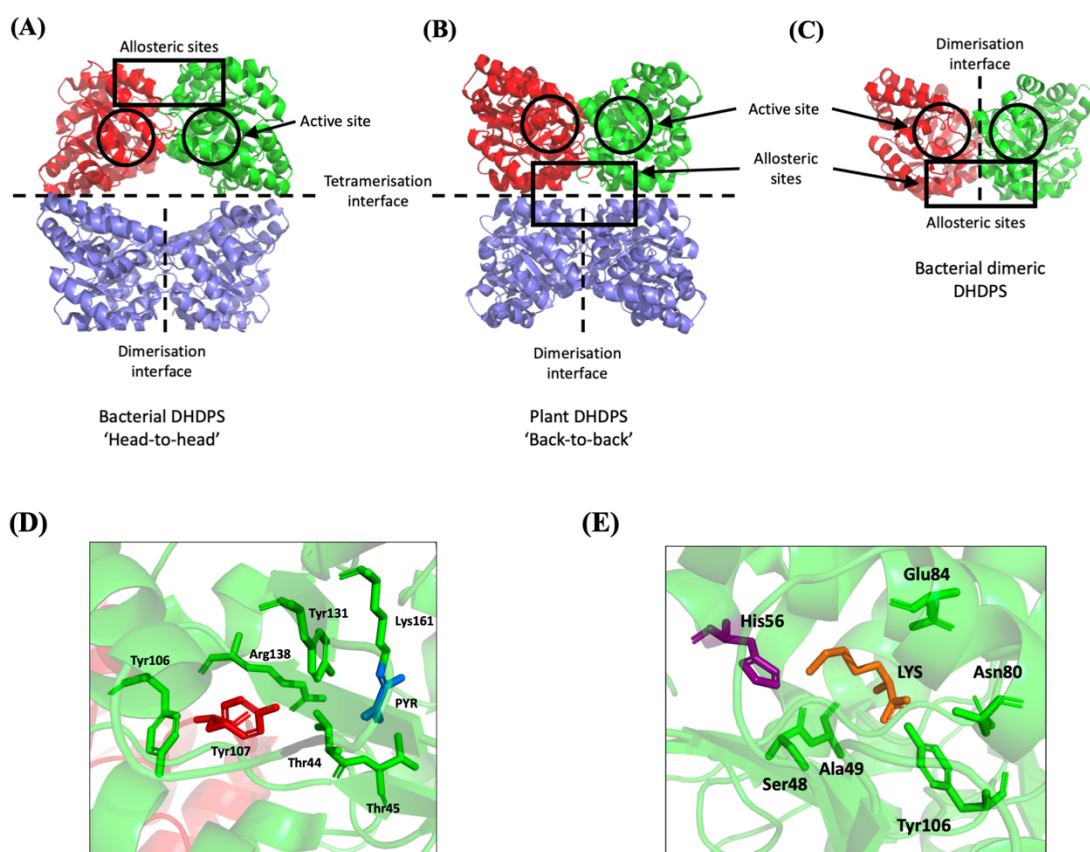 (A)
Allosteric sites
Active site
Tetramerisation
interface
Dimerisation
interface
Bacterial DHDPS
‘Head-to-head’
(B)
Active site
Allosteric
sites
Dimerisation
interface
Plant DHDPS
‘Back-to-back’
(C)
Dimerisation
interface
Allosteric sites
Bacterial dimeric
DHDPS
(D)
Tyr131
Lys161
Arg138
Tyr106
PYR
Tyr107
Thr44
Thr45
(E)
Glu84
His56
LYS
Asn80
Ser48
Ala49
Tyr106